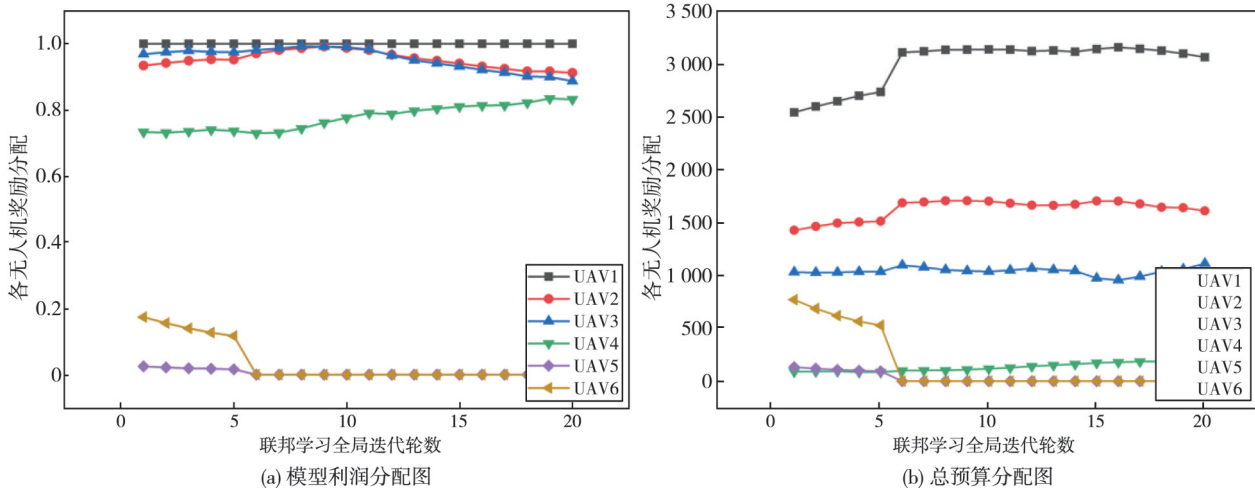 各无人机奖励分配
1.0
0.8
0.6
0.4
0.2
0
UAV1
UAV2
UAV3
UAV4
UAV5
UAV6
0 5 10 15 20
联邦学习全局迭代轮数
(a) 模型利润分配图
各无人机奖励分配
3 500
3 000
2 500
2 000
1 500
1 000
500
0
UAV1
UAV2
UAV3
UAV4
UAV5
UAV6
0 5 10 15 20
联邦学习全局迭代轮数
(b) 总预算分配图